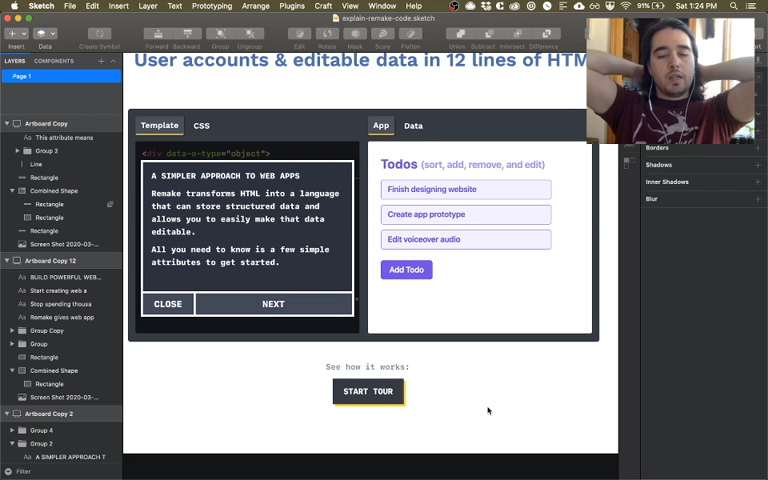 Sketch File Edit Insert Layer Text Prototyping Arrange Plugins Craft View Window Help
91% Sat 1:24 PM
explain-remake-code.sketch
Insert Data Create Symbol Forward Backward Group Ungroup Edit Rotate Mask Scale Flatten Union Subtract Intersect Difference
LAYERS COMPONENTS
Page 1
Artboard Copy
This attribute means
Group 2
Line
Rectangle
Combined Shape
Rectangle
Rectangle
Rectangle
Screen Shot 2020-03-...
Artboard Copy 12
BUILD POWERFUL WEB...
Start creating web a
Stop spending thousa
Remake gives web app
Group Copy
Group
Rectangle
Combined Shape
Rectangle
Screen Shot 2020-03-...
Artboard Copy 2
Group 4
Group 2
A SIMPLER APPROACH T
Filter
User accounts & editable data in 12 lines of HTM
Template CSS
<div data-o-type="object">
A SIMPLER APPROACH TO WEB APPS
Remake transforms HTML into a language
that can store structured data and
allows you to easily make that data
editable.
All you need to know is a few simple
attributes to get started.
CLOSE NEXT
App Data
Todos (sort, add, remove, and edit)
Finish designing website
Create app prototype
Edit voiceover audio
Add Todo
See how it works:
START TOUR
Borders
Shadows
Inner Shadows
Blur